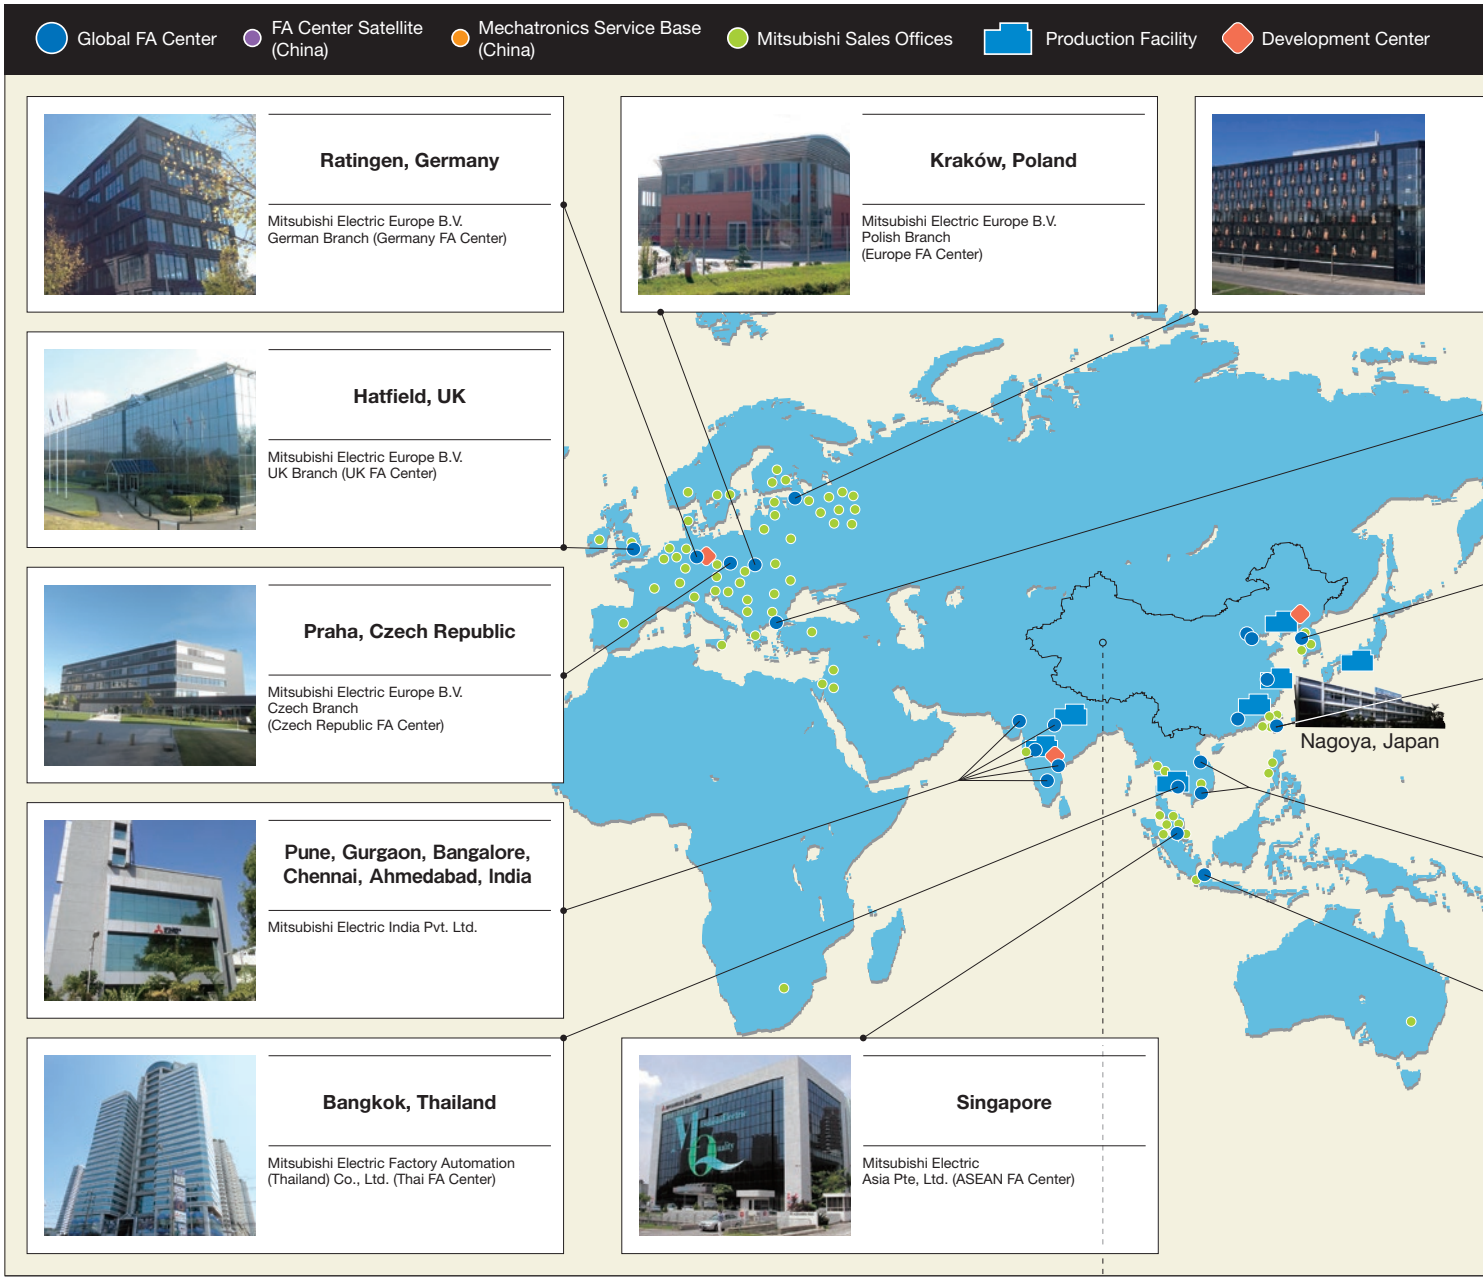 Global FA Center
FA Center Satellite
(China)
Mechatronics Service Base
(China)
Mitsubishi Sales Offices
Production Facility
Development Center
Ratingen, Germany
Mitsubishi Electric Europe B.V.
German Branch (Germany FA Center)
Kraków, Poland
Mitsubishi Electric Europe B.V.
Polish Branch
(Europe FA Center)
Hatfield, UK
Mitsubishi Electric Europe B.V.
UK Branch (UK FA Center)
Praha, Czech Republic
Mitsubishi Electric Europe B.V.
Czech Branch
(Czech Republic FA Center)
Nagoya, Japan
Pune, Gurgaon, Bangalore,
Chennai, Ahmedabad, India
Mitsubishi Electric India Pvt. Ltd.
Bangkok, Thailand
Mitsubishi Electric Factory Automation
(Thailand) Co., Ltd. (Thai FA Center)
Singapore
Mitsubishi Electric
Asia Pte, Ltd. (ASEAN FA Center)